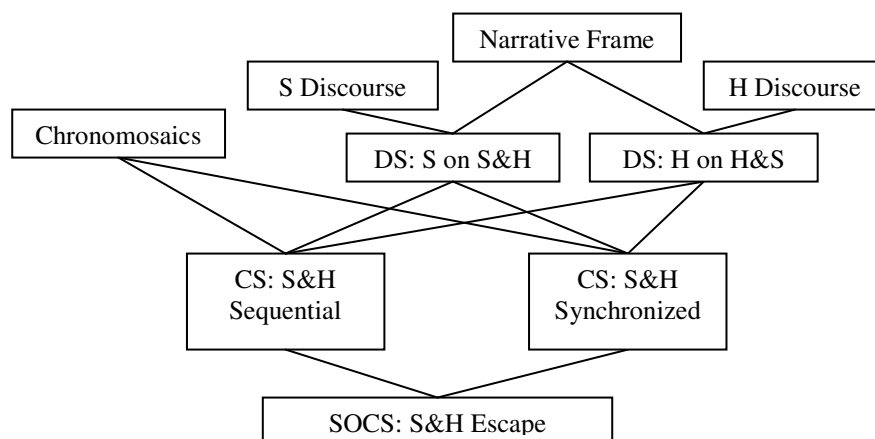 Narrative Frame
S Discourse
H Discourse
Chronomosaics
DS: S on S&H
DS: H on H&S
CS: S&H
Sequential
CS: S&H
Synchronized
SOCS: S&H Escape